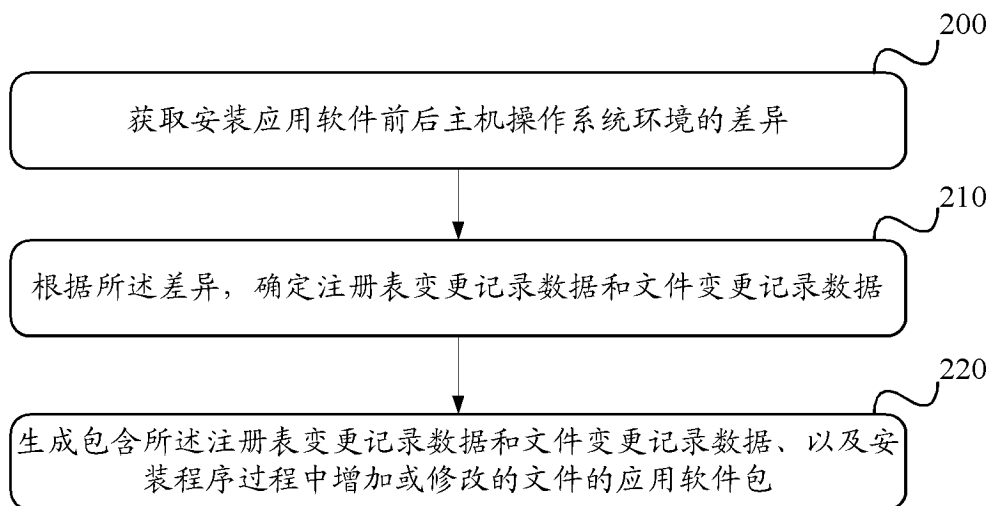 200
获取安装应用软件前后主机操作系统环境的差异
210
根据所述差异，确定注册表变更记录数据和文件变更记录数据
220
生成包含所述注册表变更记录数据和文件变更记录数据、以及安
装程序过程中增加或修改的文件的应用软件包